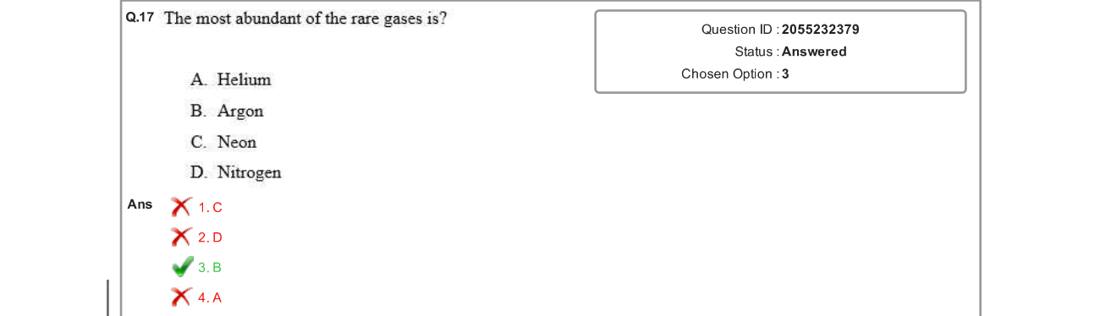 Q.17 The most abundant of the rare gases is?
Question ID : 2055232379
Status : Answered
Chosen Option : 3
A. Helium
B. Argon
C. Neon
D. Nitrogen
Ans 1. C
2. D
3. B
4. A